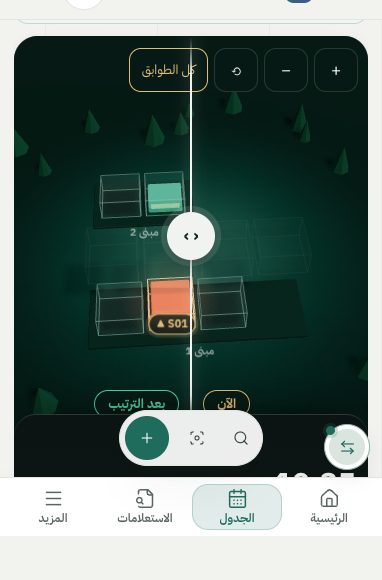 كل الطوابق
مبنى 2
S01
مبنى 1
الآن
بعد الترتيب
الرئيسية
الجدول
الاستعلامات
المزيد